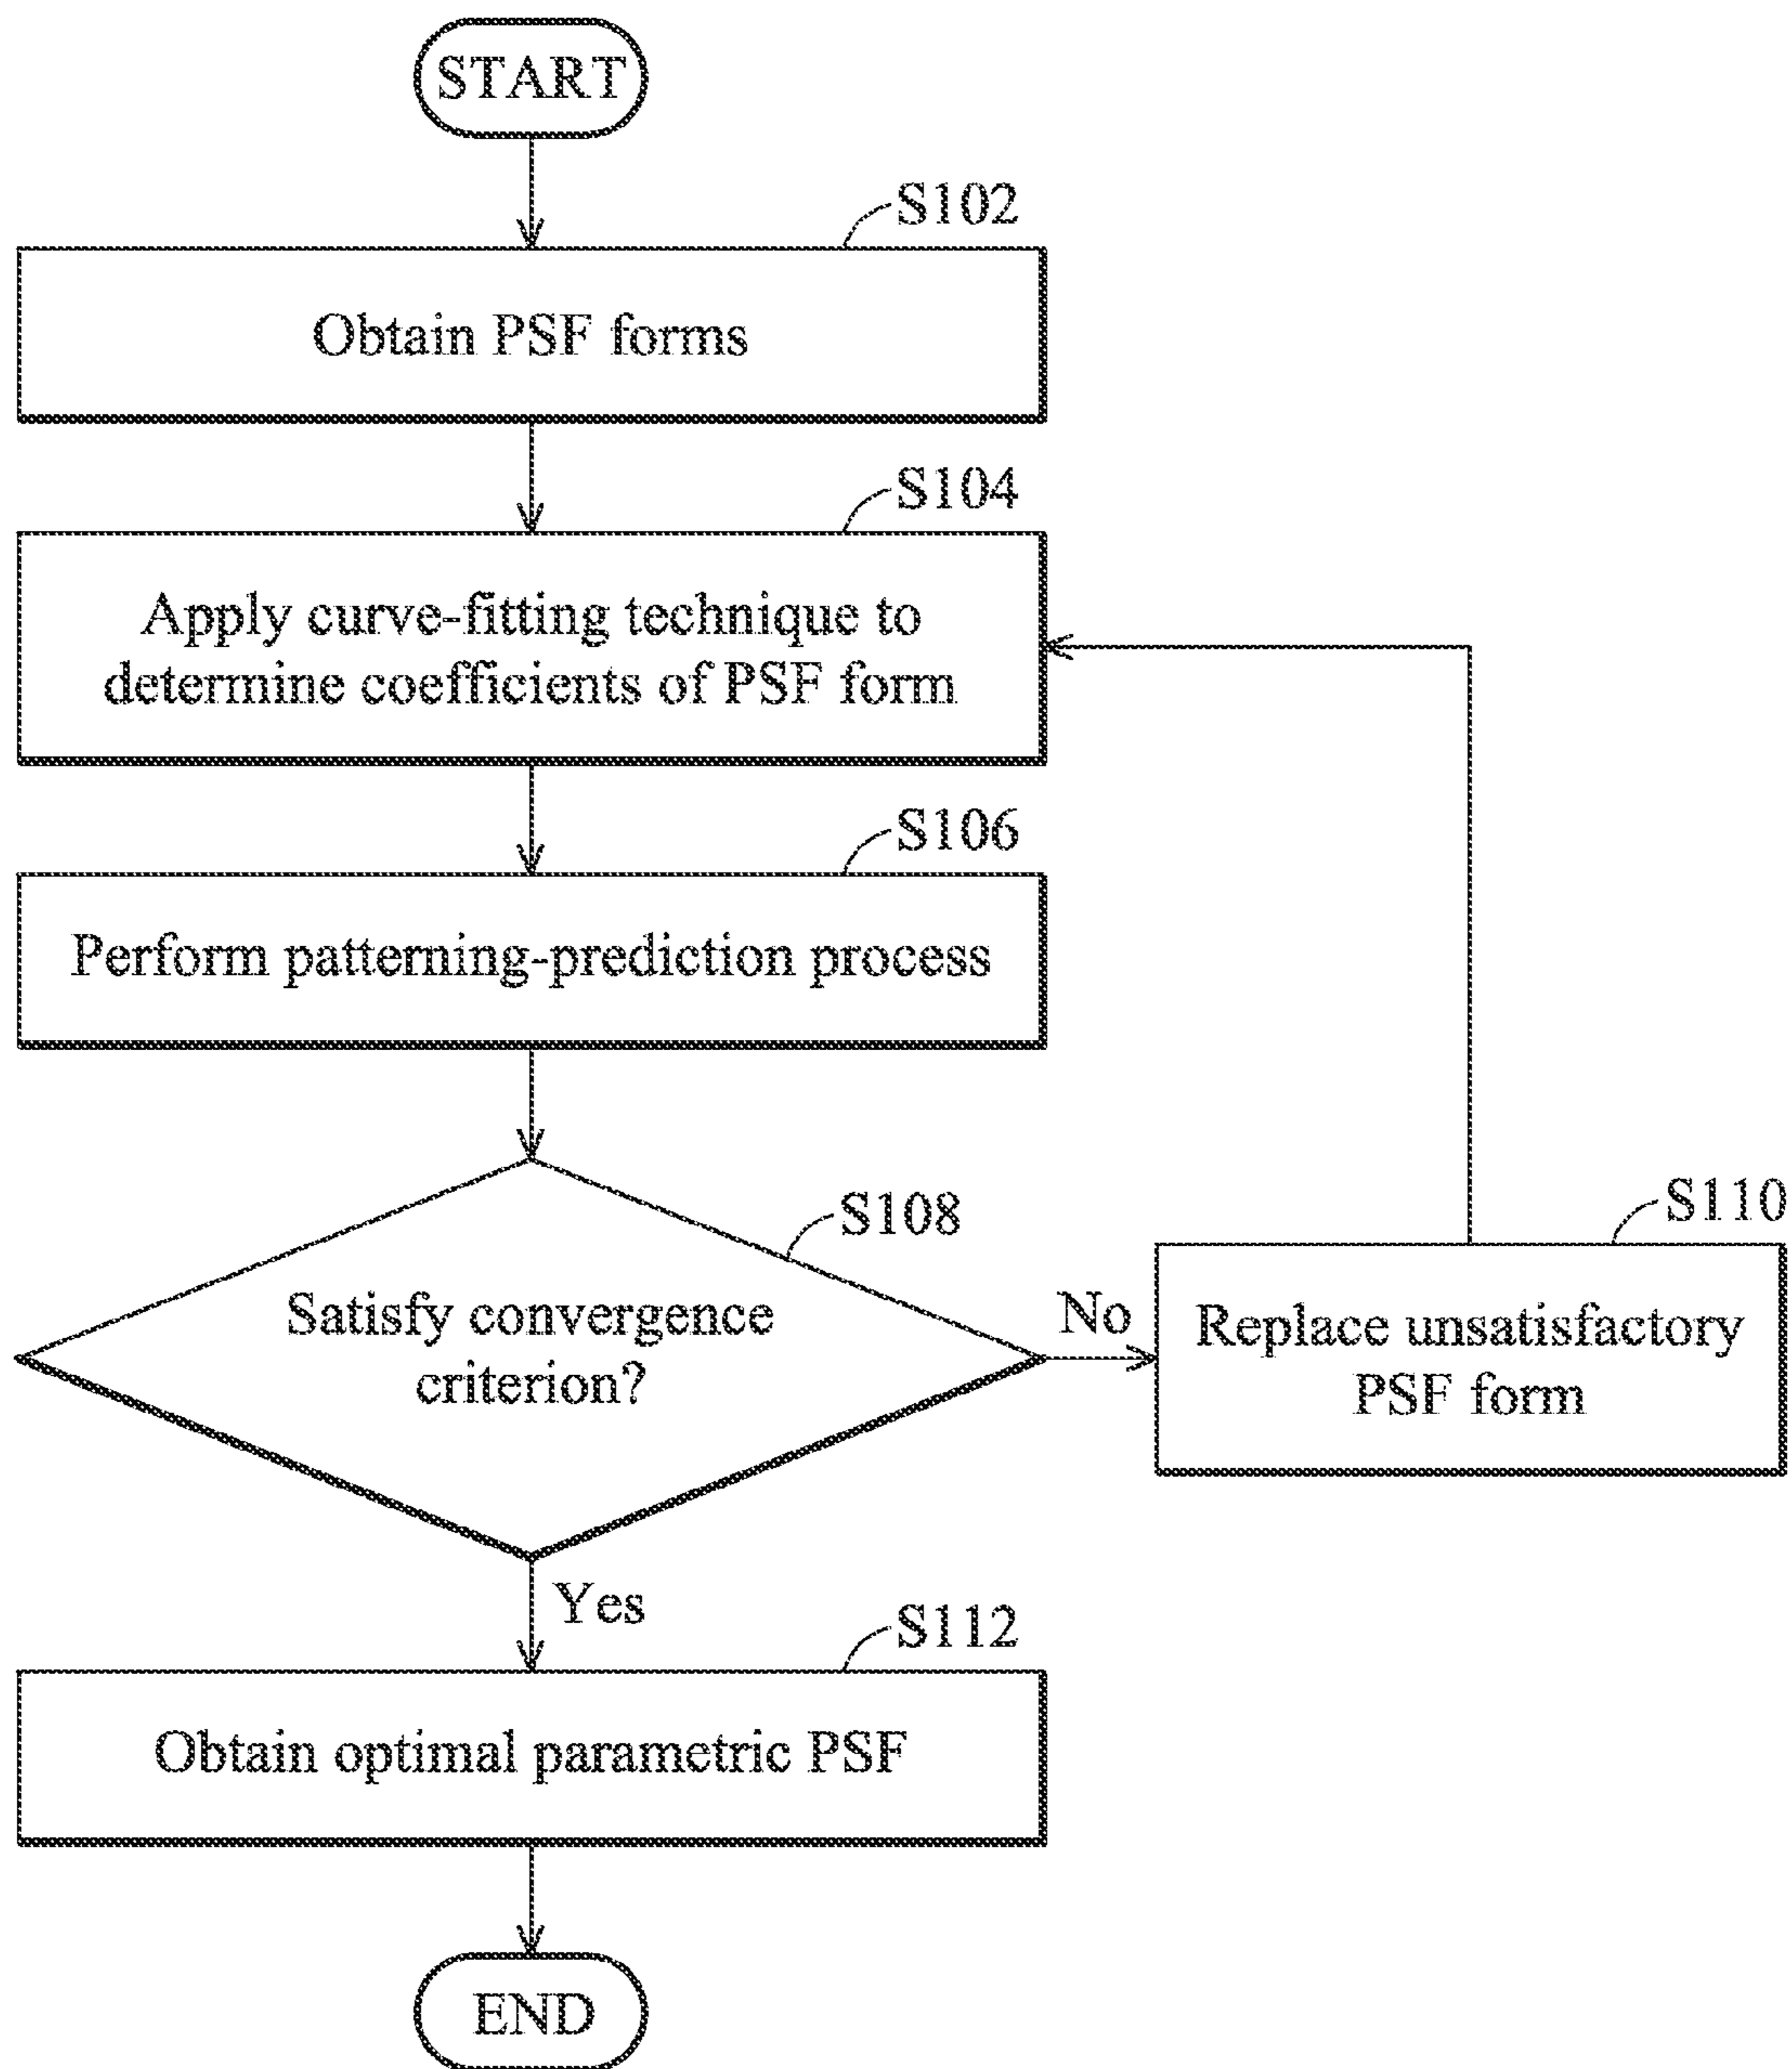 START
S102
Obtain PSF forms
S104
Apply curve-fitting technique to
determine coefficients of PSF form
S106
Perform patterning-prediction process
S108
Satisfy convergence
criterion?
No
S110
Replace unsatisfactory
PSF form
Yes
S112
Obtain optimal parametric PSF
END